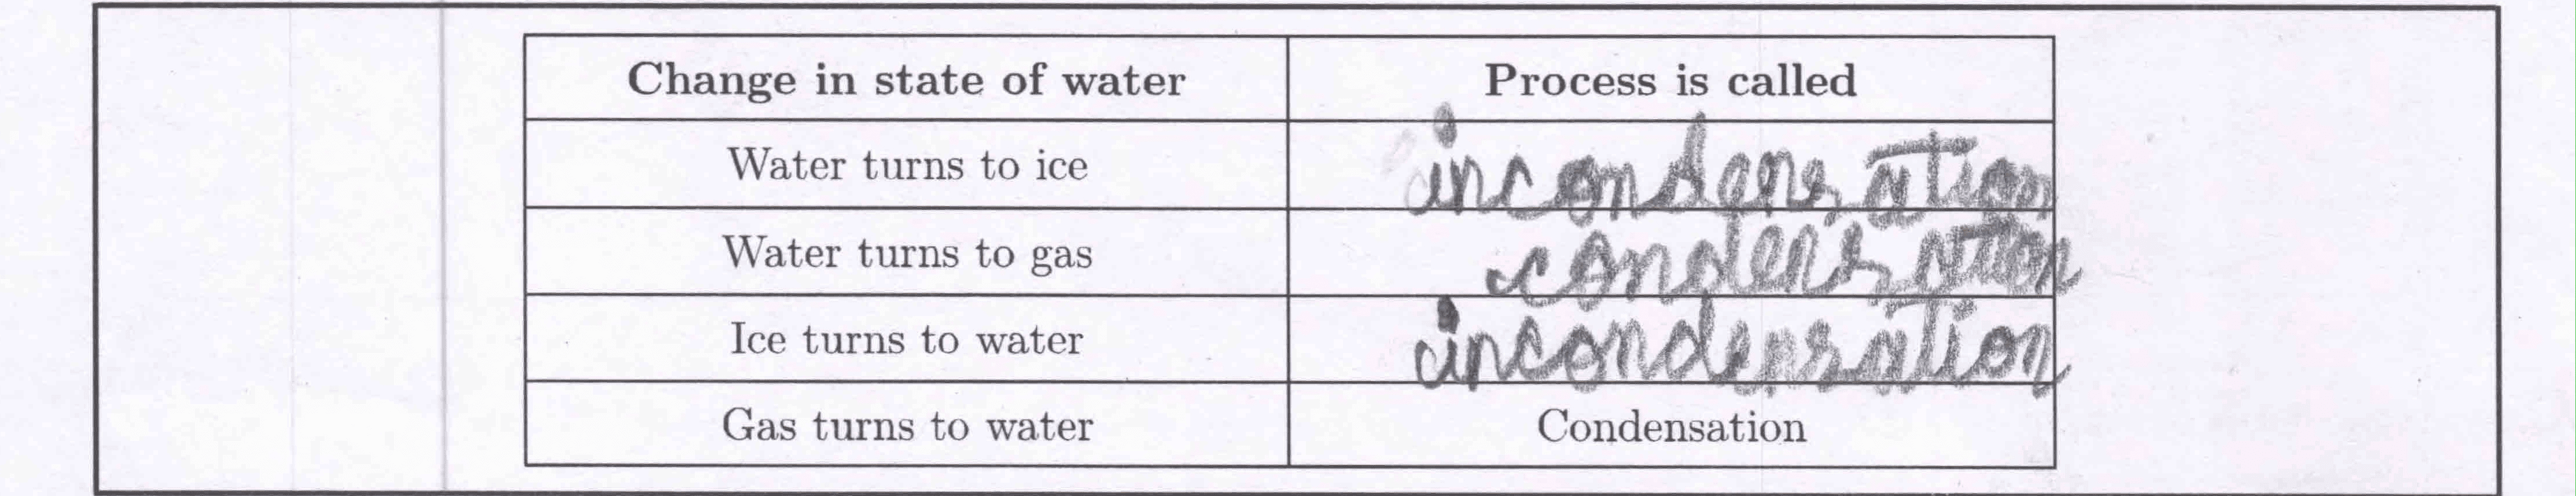 Change in state of water Process is called
Water turns to ice incondensation
Water turns to gas condensation
Ice turns to water incondensation
Gas turns to water Condensation